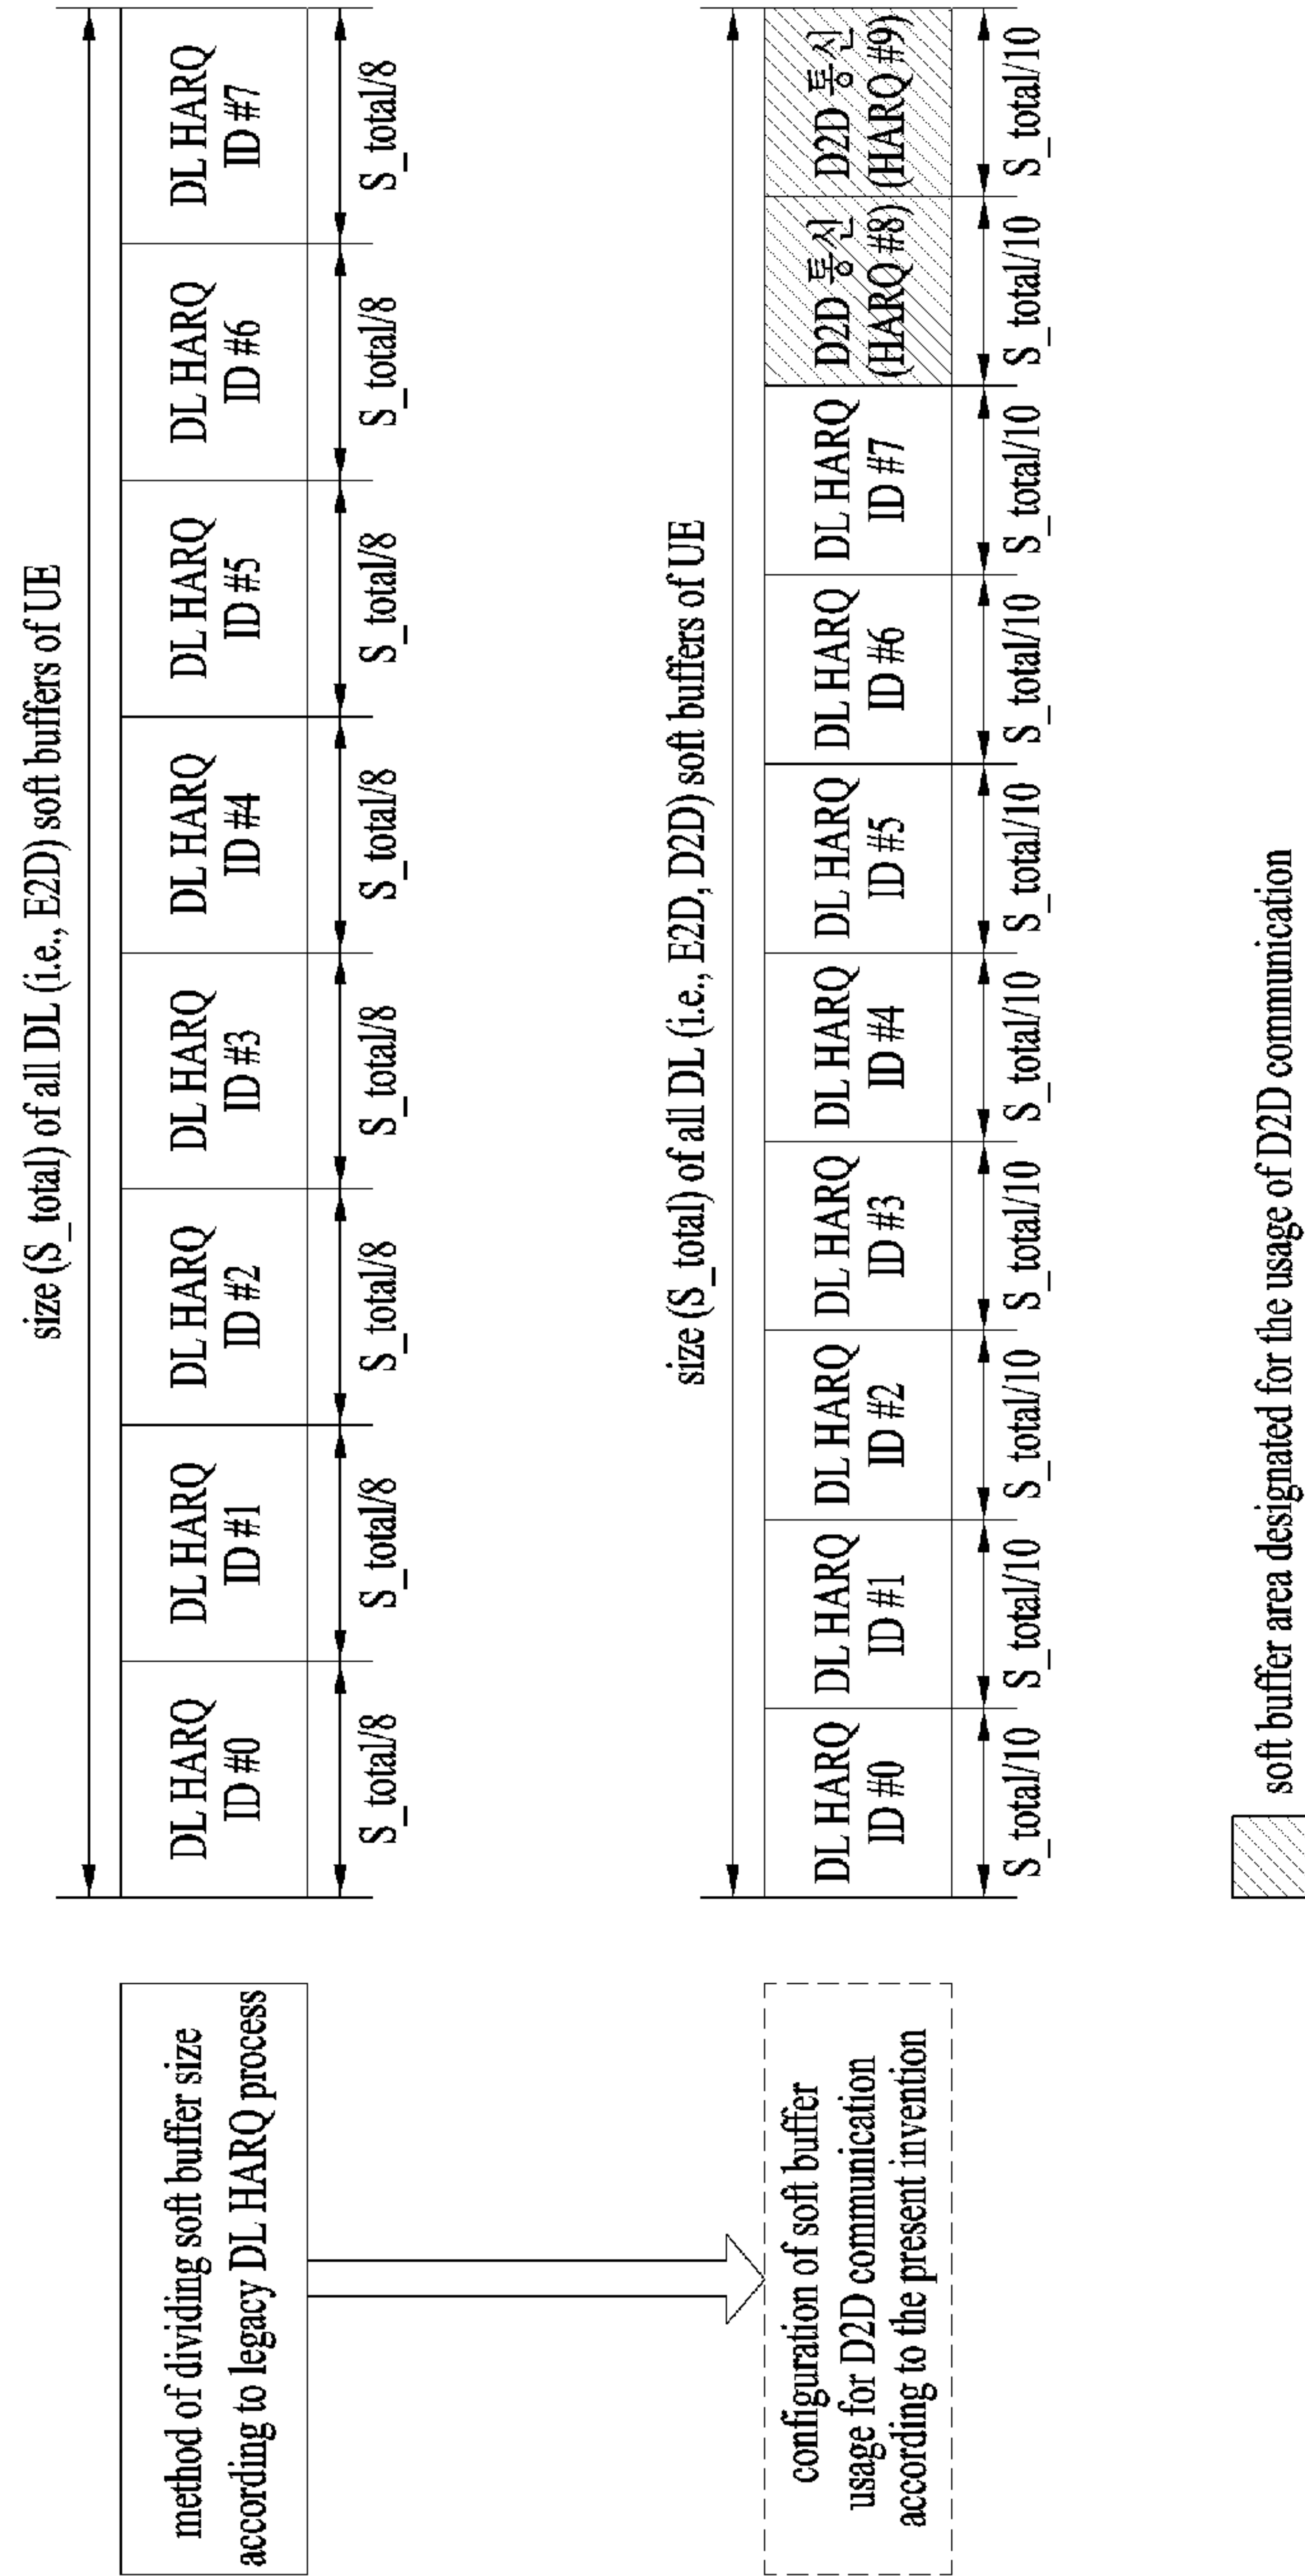 size (S_total) of all DL (i.e., E2D) soft buffers of UE
method of dividing soft buffer size
according to legacy DL HARQ process
DL HARQ
ID #0
DL HARQ
ID #1
DL HARQ
ID #2
DL HARQ
ID #3
DL HARQ
ID #4
DL HARQ
ID #5
DL HARQ
ID #6
DL HARQ
ID #7
S_total/8
S_total/8
S_total/8
S_total/8
S_total/8
S_total/8
S_total/8
S_total/8
size (S_total) of all DL (i.e., E2D, D2D) soft buffers of UE
configuration of soft buffer
usage for D2D communication
according to the present invention
DL HARQ
ID #0
DL HARQ
ID #1
DL HARQ
ID #2
DL HARQ
ID #3
DL HARQ
ID #4
DL HARQ
ID #5
DL HARQ
ID #6
DL HARQ
ID #7
D2D 통신
(HARQ #8)
D2D 통신
(HARQ #9)
S_total/10
S_total/10
S_total/10
S_total/10
S_total/10
S_total/10
S_total/10
S_total/10
S_total/10
S_total/10
soft buffer area designated for the usage of D2D communication